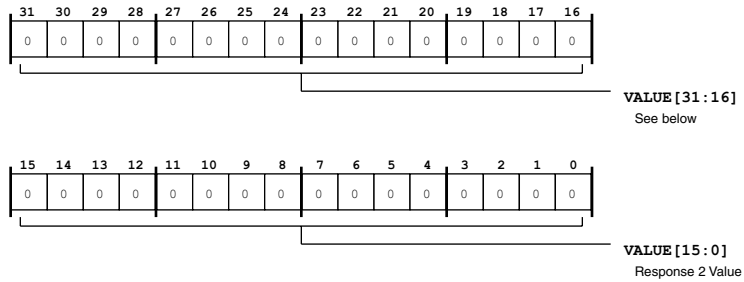 31 30 29 28 27 26 25 24 23 22 21 20 19 18 17 16
0 0 0 0 0 0 0 0 0 0 0 0 0 0 0 0
VALUE[31:16]
See below
15 14 13 12 11 10 9 8 7 6 5 4 3 2 1 0
0 0 0 0 0 0 0 0 0 0 0 0 0 0 0 0
VALUE[15:0]
Response 2 Value